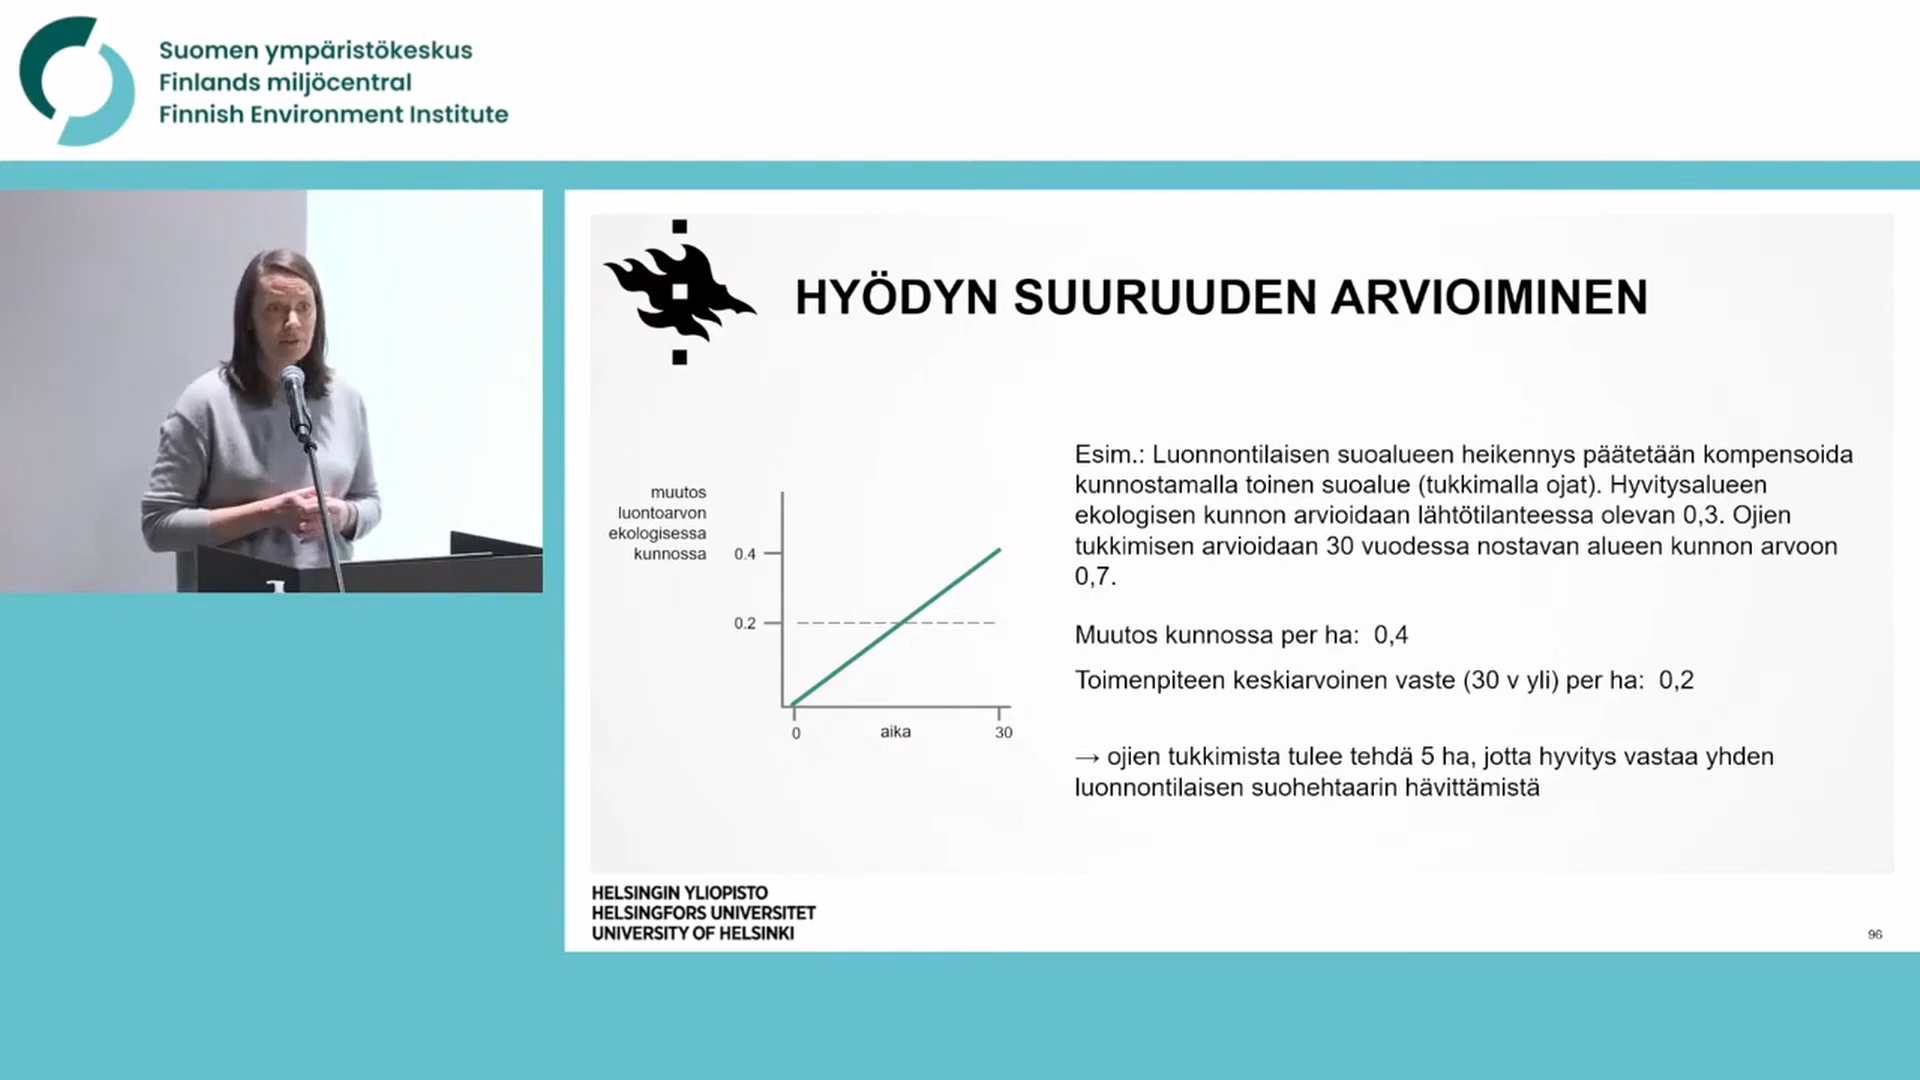 Suomen ympäristökeskus
Finlands miljöcentral
Finnish Environment Institute
HYÖDYN SUURUUDEN ARVIOIMINEN
muutos
luontoarvon
ekologisessa
kunnossa
0.4
0.2
0
aika
30
Esim.: Luonnontilaisen suoalueen heikennys päätetään kompensoida
kunnostamalla toinen suoalue (tukkimalla ojat). Hyvitysalueen
ekologisen kunnon arvioidaan lähtötilanteessa olevan 0,3. Ojien
tukkimisen arvioidaan 30 vuodessa nostavan alueen kunnon arvoon
0,7.
Muutos kunnossa per ha: 0,4
Toimenpiteen keskiarvoinen vaste (30 v yli) per ha: 0,2
→ ojien tukkimista tulee tehdä 5 ha, jotta hyvitys vastaa yhden
luonnontilaisen suohehtaarin hävittämistä
HELSINGIN YLIOPISTO
HELSINGFORS UNIVERSITET
UNIVERSITY OF HELSINKI
96